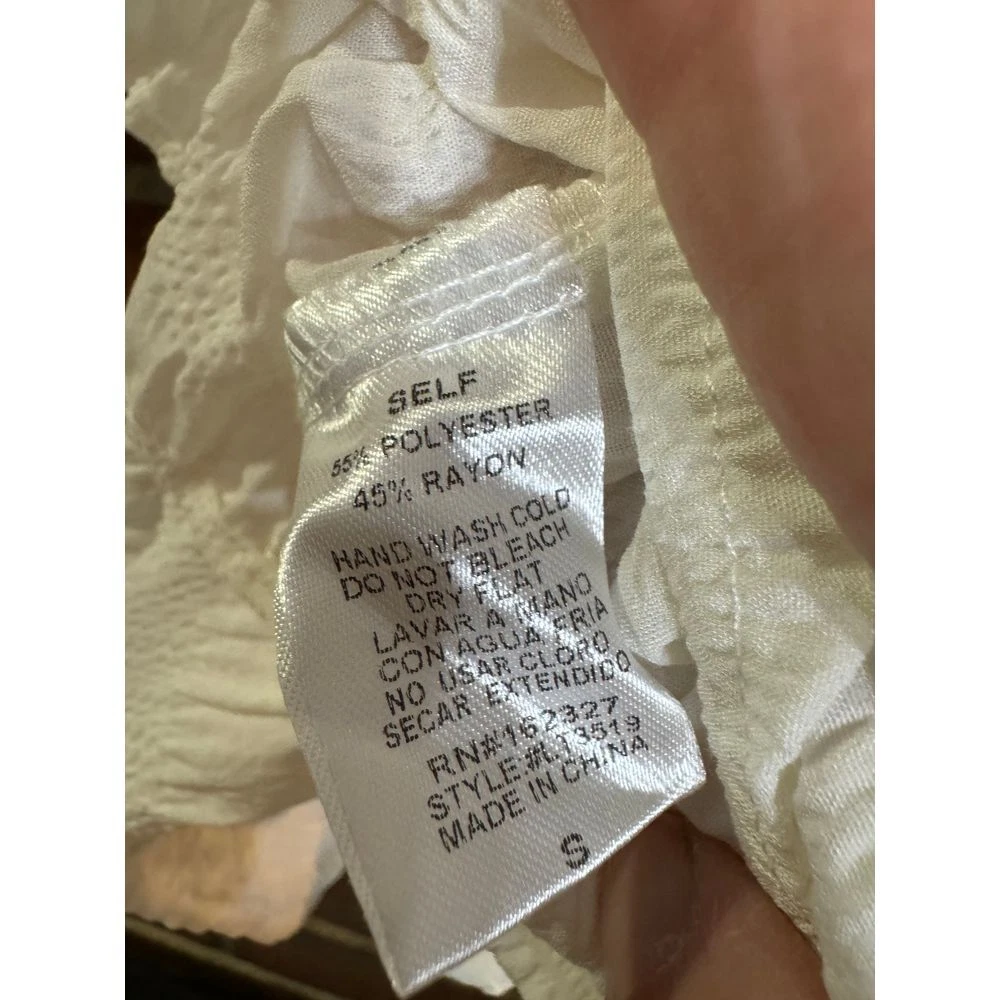 SELF
55% POLYESTER
45% RAYON
HAND WASH COLD
DO NOT BLEACH
DRY FLAT
LAVAR A MANO
CON AGUA FRIA
NO USAR CLORO
SECAR EXTENDIDO
RN#162327
STYLE:#L13519
MADE IN CHINA
S